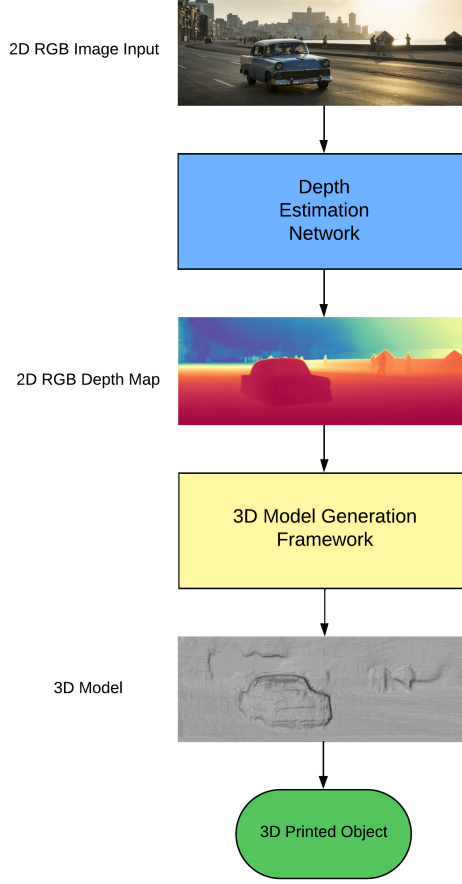 2D RGB Image Input
Depth
Estimation
Network
2D RGB Depth Map
3D Model Generation
Framework
3D Model
3D Printed Object